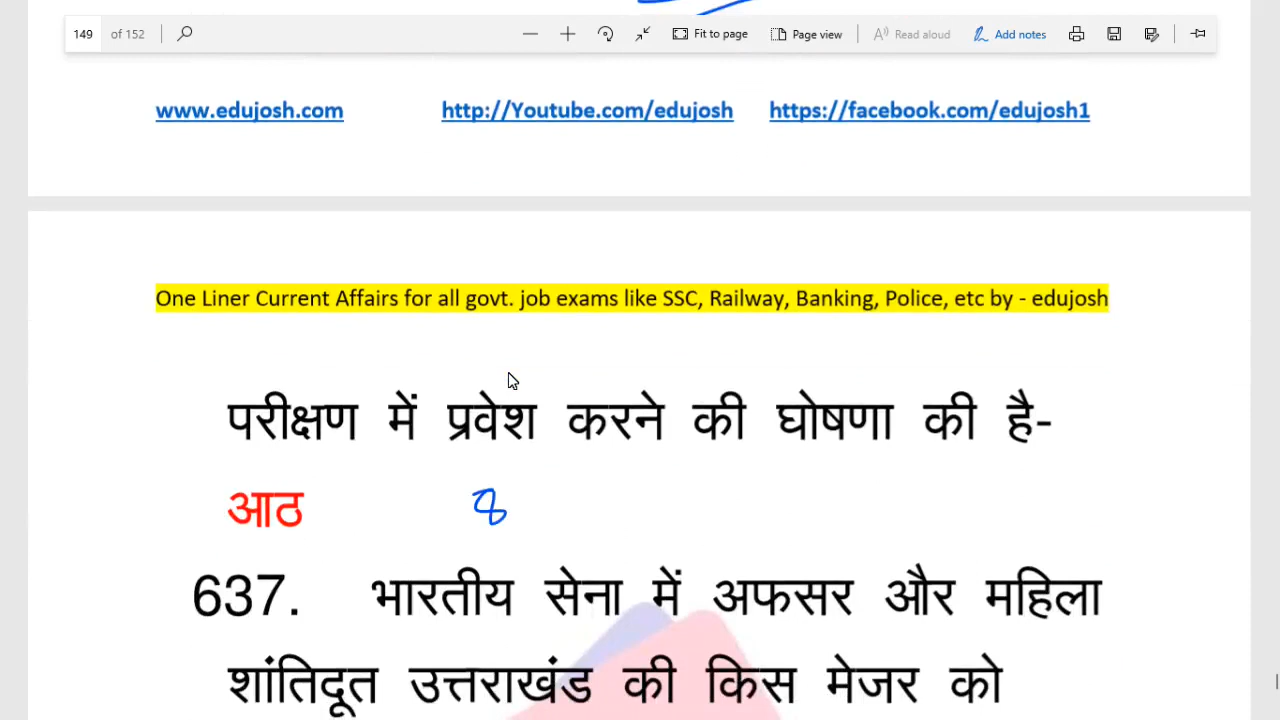 149 of 152 Fit to page Page view Read aloud Add notes
www.edujosh.com http://Youtube.com/edujosh https://facebook.com/edujosh1
One Liner Current Affairs for all govt. job exams like SSC, Railway, Banking, Police, etc by - edujosh
परीक्षण में प्रवेश करने की घोषणा की है-
आठ 8
637. भारतीय सेना में अफसर और महिला
शांतिदूत उत्तराखंड की किस मेजर को